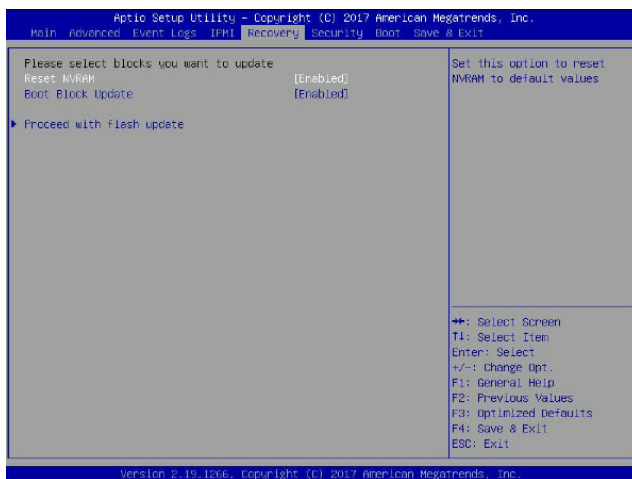 Aptio Setup Utility – Copyright (C) 2017 American Megatrends, Inc.
Main Advanced Event Logs IPMI Recovery Security Boot Save & Exit
Please select blocks you want to update
Reset NVRAM [Enabled]
Boot Block Update [Enabled]
Proceed with flash update
Set this option to reset
NVRAM to default values
→←: Select Screen
↑↓: Select Item
Enter: Select
+/-: Change Opt.
F1: General Help
F2: Previous Values
F3: Optimized Defaults
F4: Save & Exit
ESC: Exit
Version 2.19.1266. Copyright (C) 2017 American Megatrends, Inc.